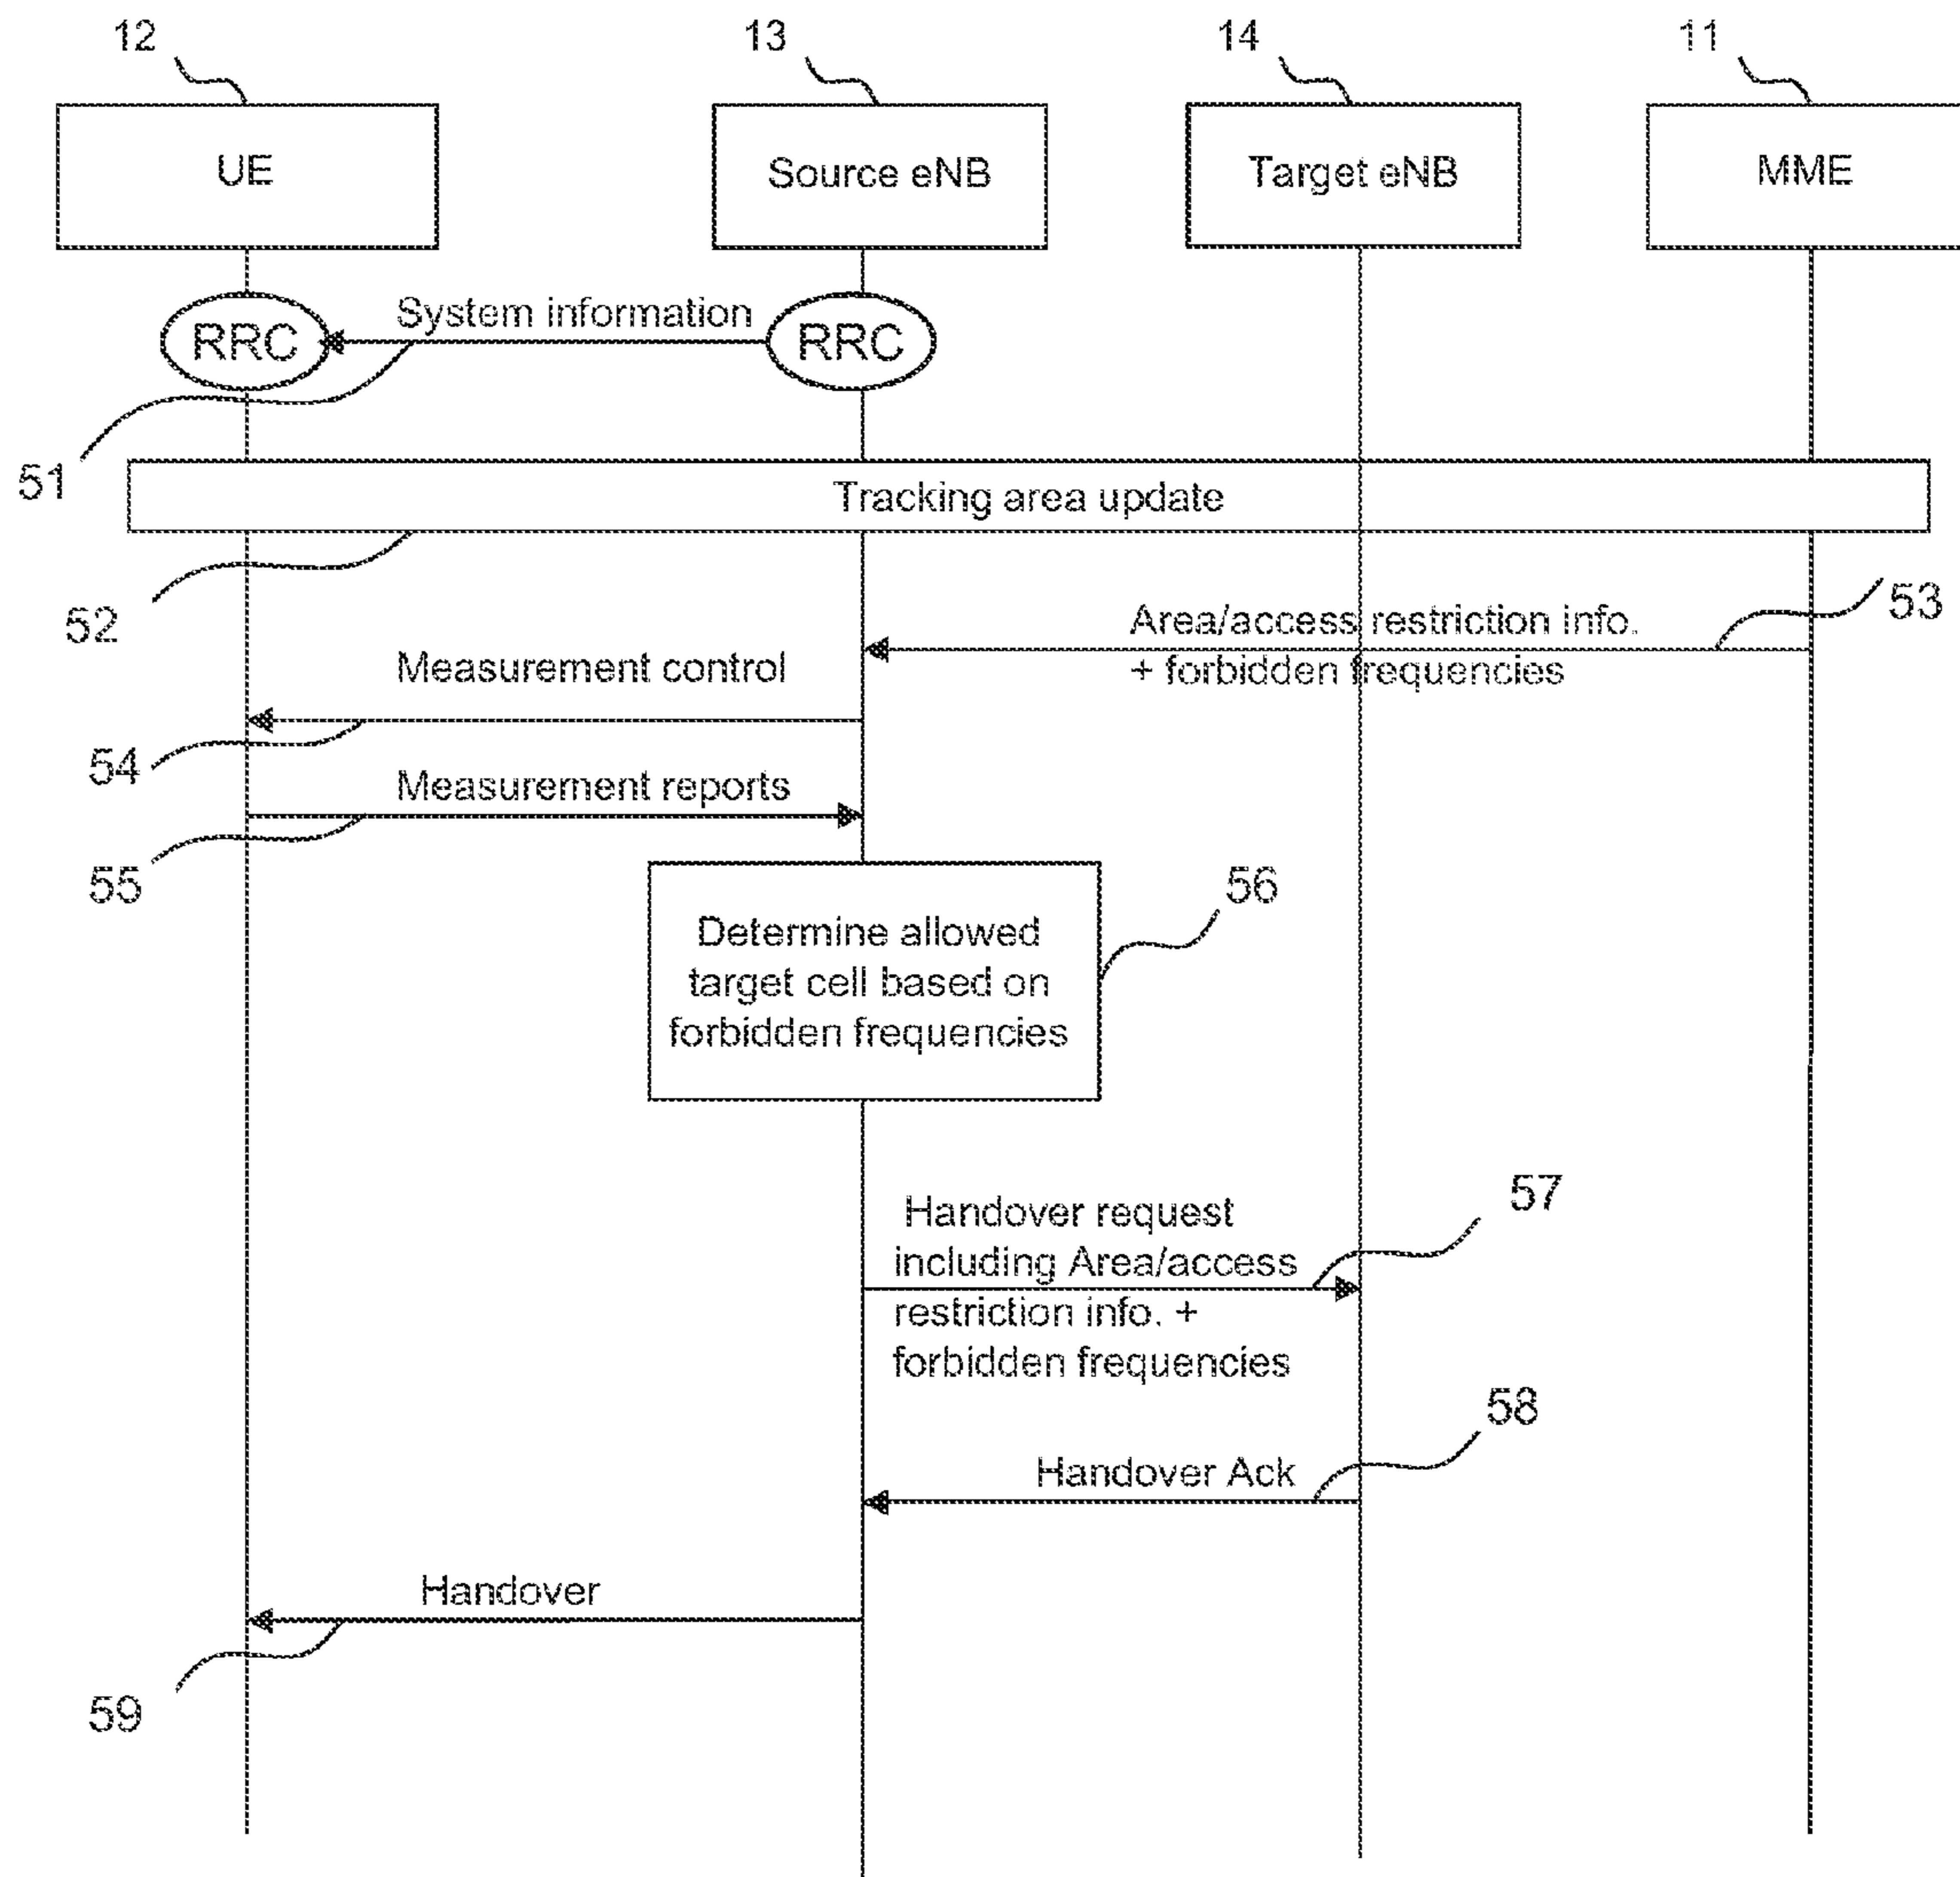 12
13
14
11
UE
Source eNB
Target eNB
MME
System information
RRC
RRC
51
Tracking area update
52
53
Area/access restriction info.
+ forbidden frequencies
Measurement control
54
Measurement reports
55
56
Determine allowed
target cell based on
forbidden frequencies
57
Handover request
including Area/access
restriction info. +
forbidden frequencies
58
Handover Ack
Handover
59